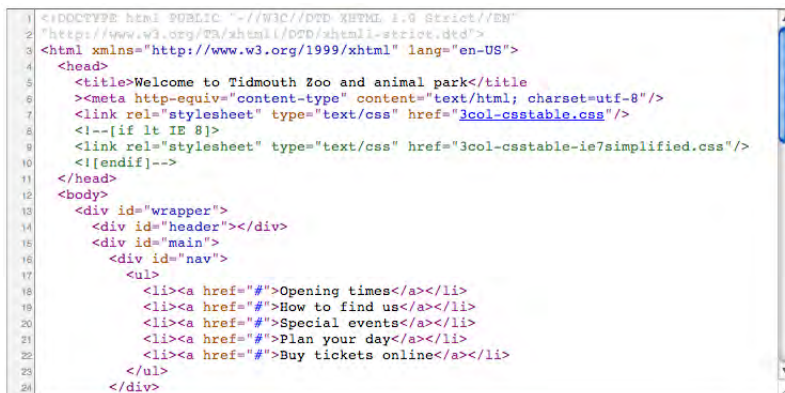 1 <!DOCTYPE html PUBLIC "-//W3C//DTD XHTML 1.0 Strict//EN"
2 "http://www.w3.org/TR/xhtml1/DTD/xhtml1-strict.dtd">
3 <html xmlns="http://www.w3.org/1999/xhtml" lang="en-US">
4 <head>
5 <title>Welcome to Tidmouth Zoo and animal park</title
6 ><meta http-equiv="content-type" content="text/html; charset=utf-8"/>
7 <link rel="stylesheet" type="text/css" href="3col-csstable.css"/>
8 <!--[if lt IE 8]>
9 <link rel="stylesheet" type="text/css" href="3col-csstable-ie7simplified.css"/>
10 <![endif]-->
11 </head>
12 <body>
13 <div id="wrapper">
14 <div id="header"></div>
15 <div id="main">
16 <div id="nav">
17 <ul>
18 <li><a href="#">Opening times</a></li>
19 <li><a href="#">How to find us</a></li>
20 <li><a href="#">Special events</a></li>
21 <li><a href="#">Plan your day</a></li>
22 <li><a href="#">Buy tickets online</a></li>
23 </ul>
24 </div>